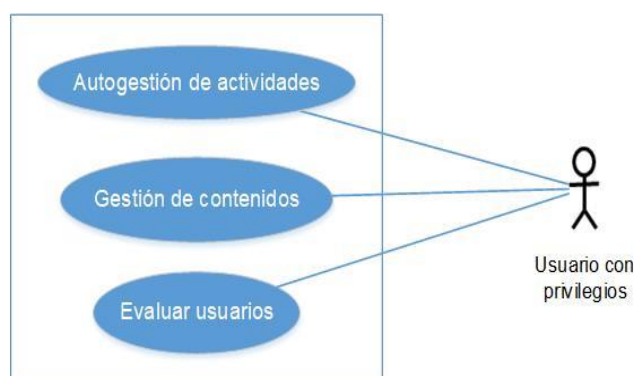 Autogestión de actividades
Gestión de contenidos
Evaluar usuarios
Usuario con
privilegios